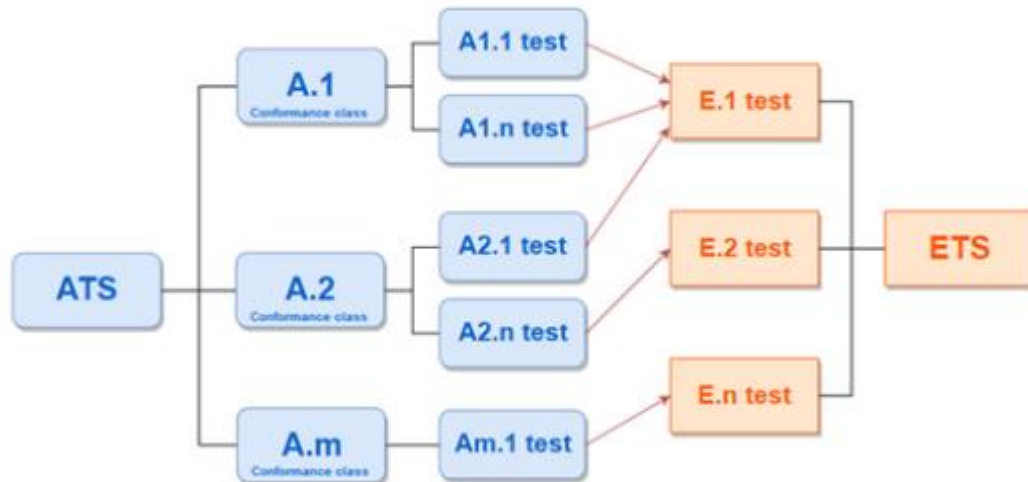 ATS
A.1
Conformance class
A1.1 test
A1.n test
A.2
Conformance class
A2.1 test
A2.n test
A.m
Conformance class
Am.1 test
E.1 test
E.2 test
E.n test
ETS